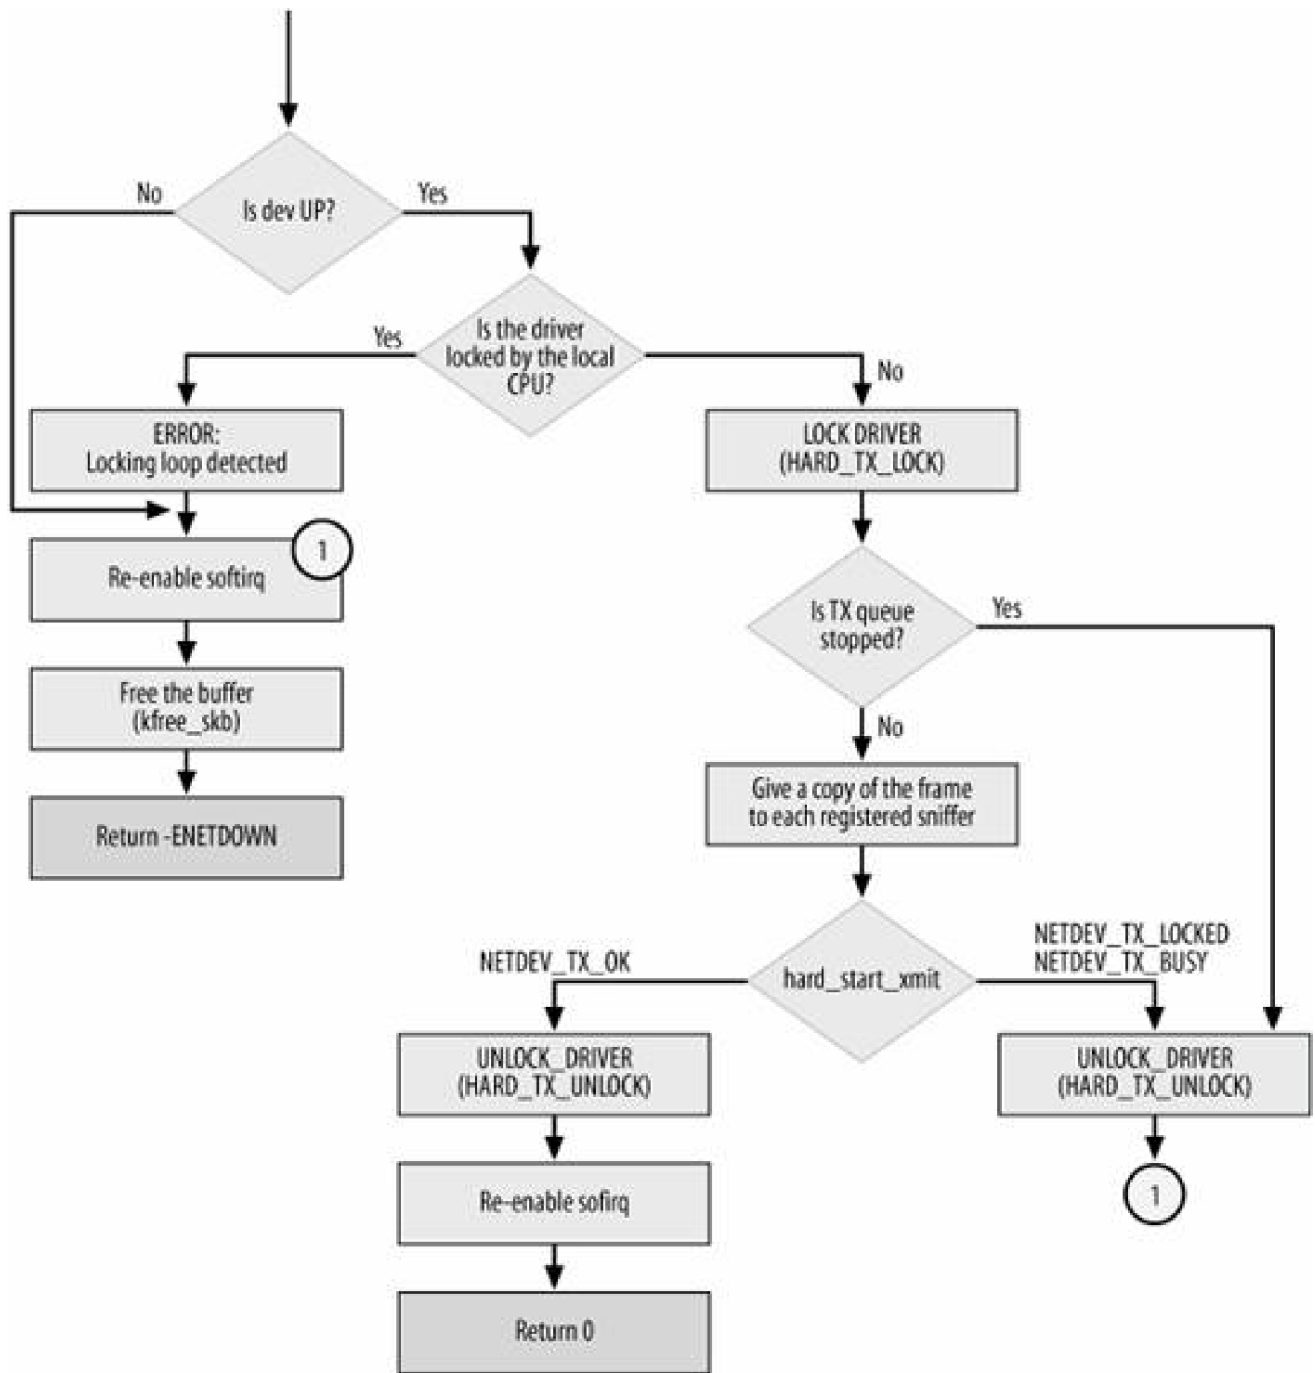 No
Is dev UP?
Yes
Yes
Is the driver
locked by the local
CPU?
No
ERROR:
Locking loop detected
LOCK DRIVER
(HARD_TX_LOCK)
1
Re-enable softirq
Is TX queue
stopped?
Yes
Free the buffer
(kfree_skb)
No
Give a copy of the frame
to each registered sniffer
Return -ENETDOWN
NETDEV_TX_OK
hard_start_xmit
NETDEV_TX_LOCKED
NETDEV_TX_BUSY
UNLOCK_DRIVER
(HARD_TX_UNLOCK)
UNLOCK_DRIVER
(HARD_TX_UNLOCK)
Re-enable sofirq
1
Return 0